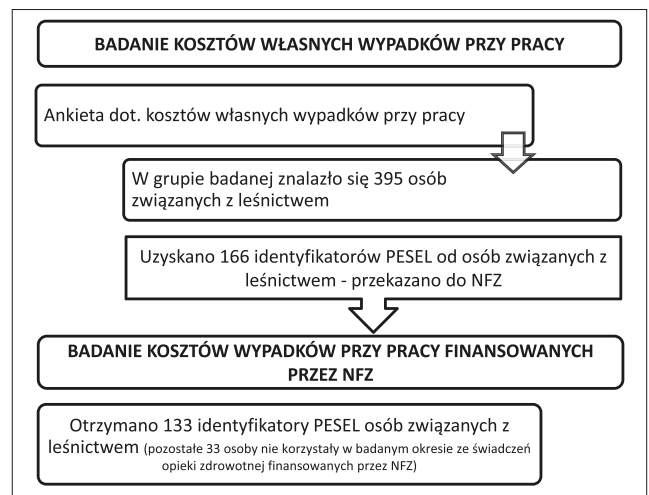 BADANIE KOSZTÓW WŁASNYCH WYPADKÓW PRZY PRACY
Ankieta dot. kosztów własnych wypadków przy pracy
W grupie badanej znalazło się 395 osób
związanych z leśnictwem
Uzyskano 166 identyfikatorów PESEL od osób związanych z
leśnictwem - przekazano do NFZ
BADANIE KOSZTÓW WYPADKÓW PRZY PRACY FINANSOWANYCH
PRZEZ NFZ
Otrzymano 133 identyfikatory PESEL osób związanych z
leśnictwem (pozostałe 33 osoby nie korzystały w badanym okresie ze świadczeń
opieki zdrowotnej finansowanych przez NFZ)